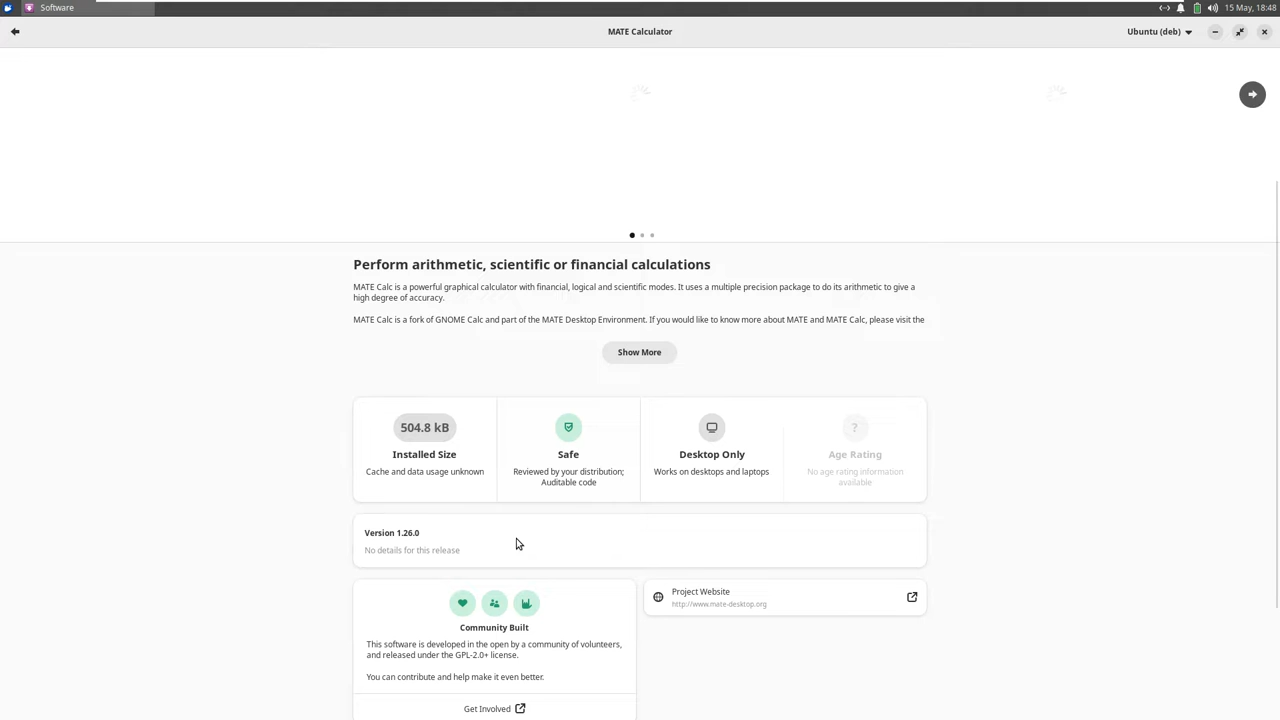 Software
15 May, 18:48
MATE Calculator
Ubuntu (deb)
Perform arithmetic, scientific or financial calculations
MATE Calc is a powerful graphical calculator with financial, logical and scientific modes. It uses a multiple precision package to do its arithmetic to give a
high degree of accuracy.
MATE Calc is a fork of GNOME Calc and part of the MATE Desktop Environment. If you would like to know more about MATE and MATE Calc, please visit the
Show More
504.8 kB
Installed Size
Cache and data usage unknown
Safe
Reviewed by your distribution;
Auditable code
Desktop Only
Works on desktops and laptops
?
Age Rating
No age rating information
available
Version 1.26.0
No details for this release
Community Built
This software is developed in the open by a community of volunteers,
and released under the GPL-2.0+ license.
You can contribute and help make it even better.
Get Involved
Project Website
http://www.mate-desktop.org